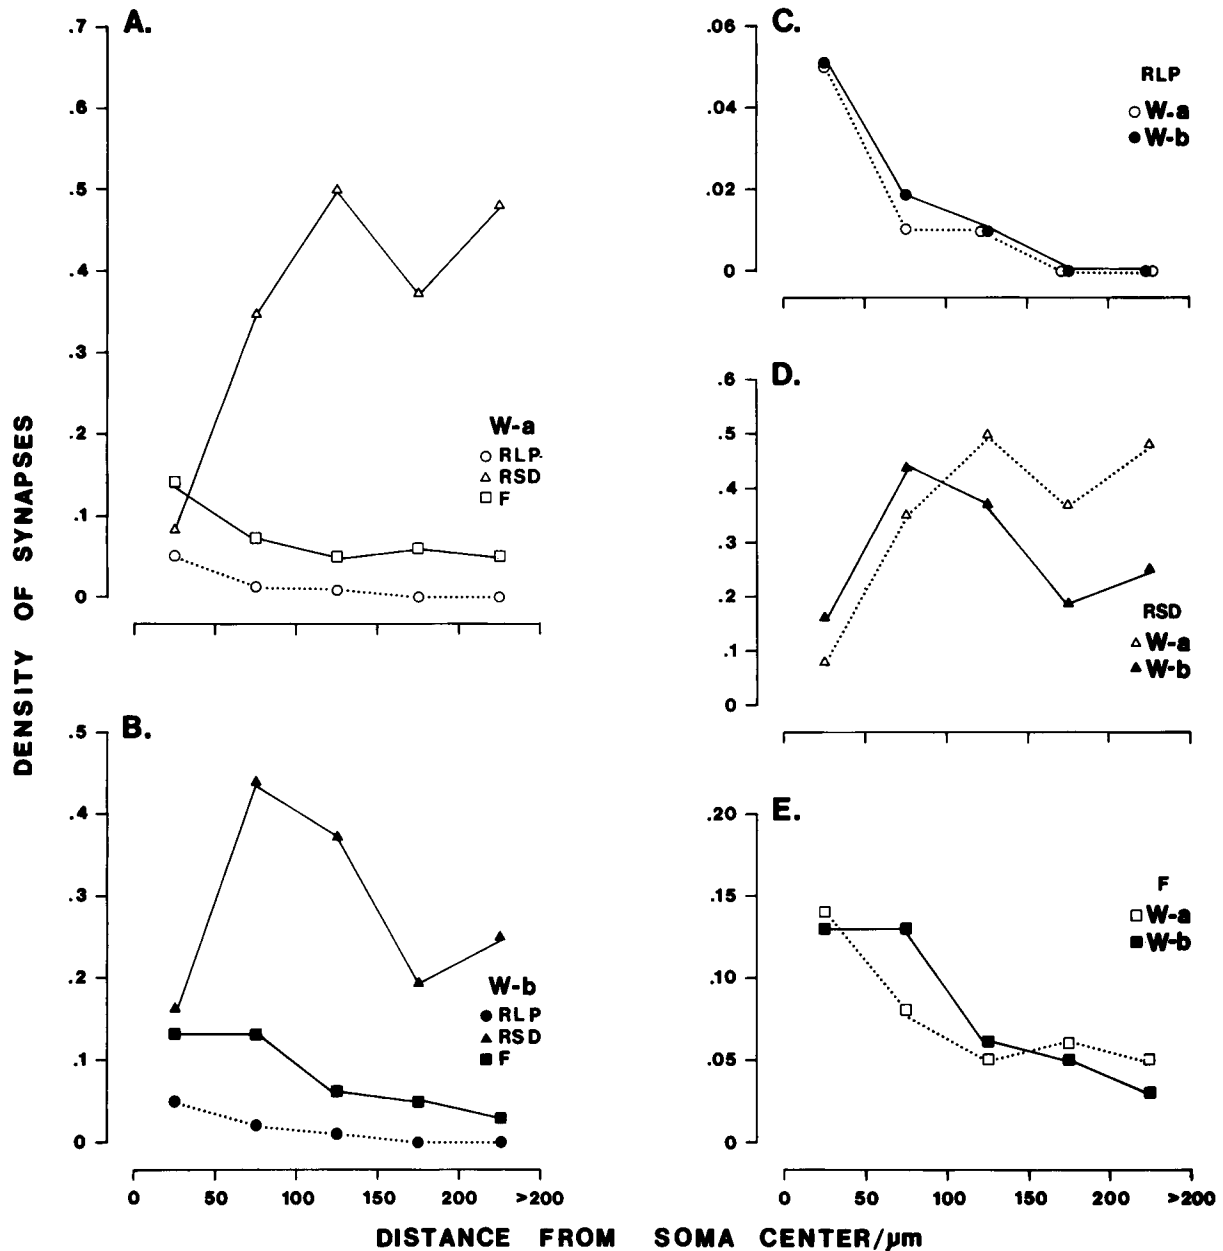 A.
.7
.6
.5
.4
.3
.2
.1
0
W-a
RLP
RSD
F
0 50 100 150 200 >200
B.
.5
.4
.3
.2
.1
0
W-b
RLP
RSD
F
C.
.06
.04
.02
0
RLP
W-a
W-b
D.
.6
.5
.4
.3
.2
.1
0
RSD
W-a
W-b
E.
.20
.15
.10
.05
0
F
W-a
W-b
0 50 100 150 200 >200
DENSITY OF SYNAPSES
DISTANCE FROM SOMA CENTER/µm